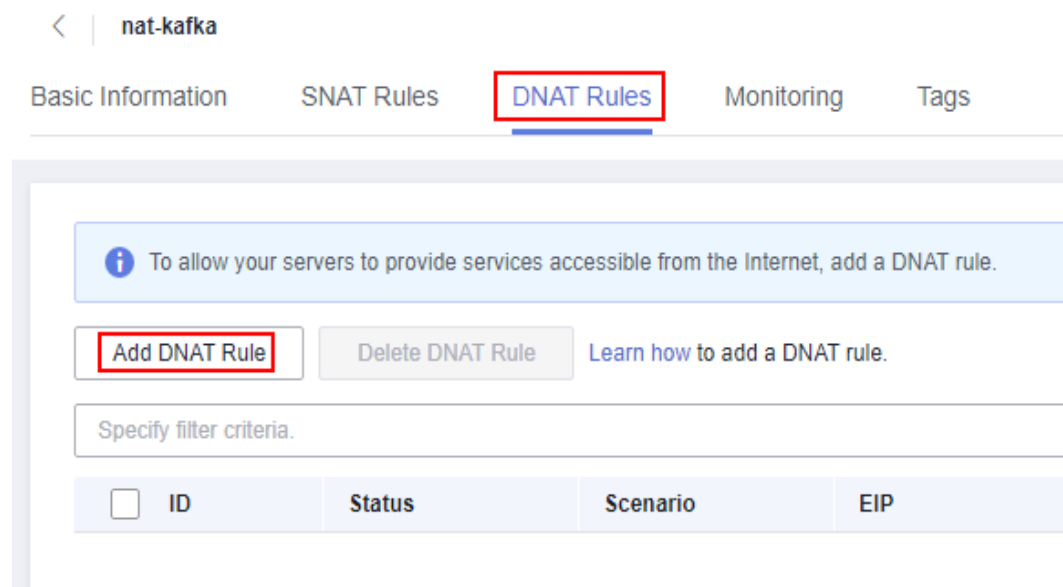 nat-kafka
Basic Information SNAT Rules DNAT Rules Monitoring Tags
To allow your servers to provide services accessible from the Internet, add a DNAT rule.
Add DNAT Rule Delete DNAT Rule Learn how to add a DNAT rule.
Specify filter criteria.
ID Status Scenario EIP